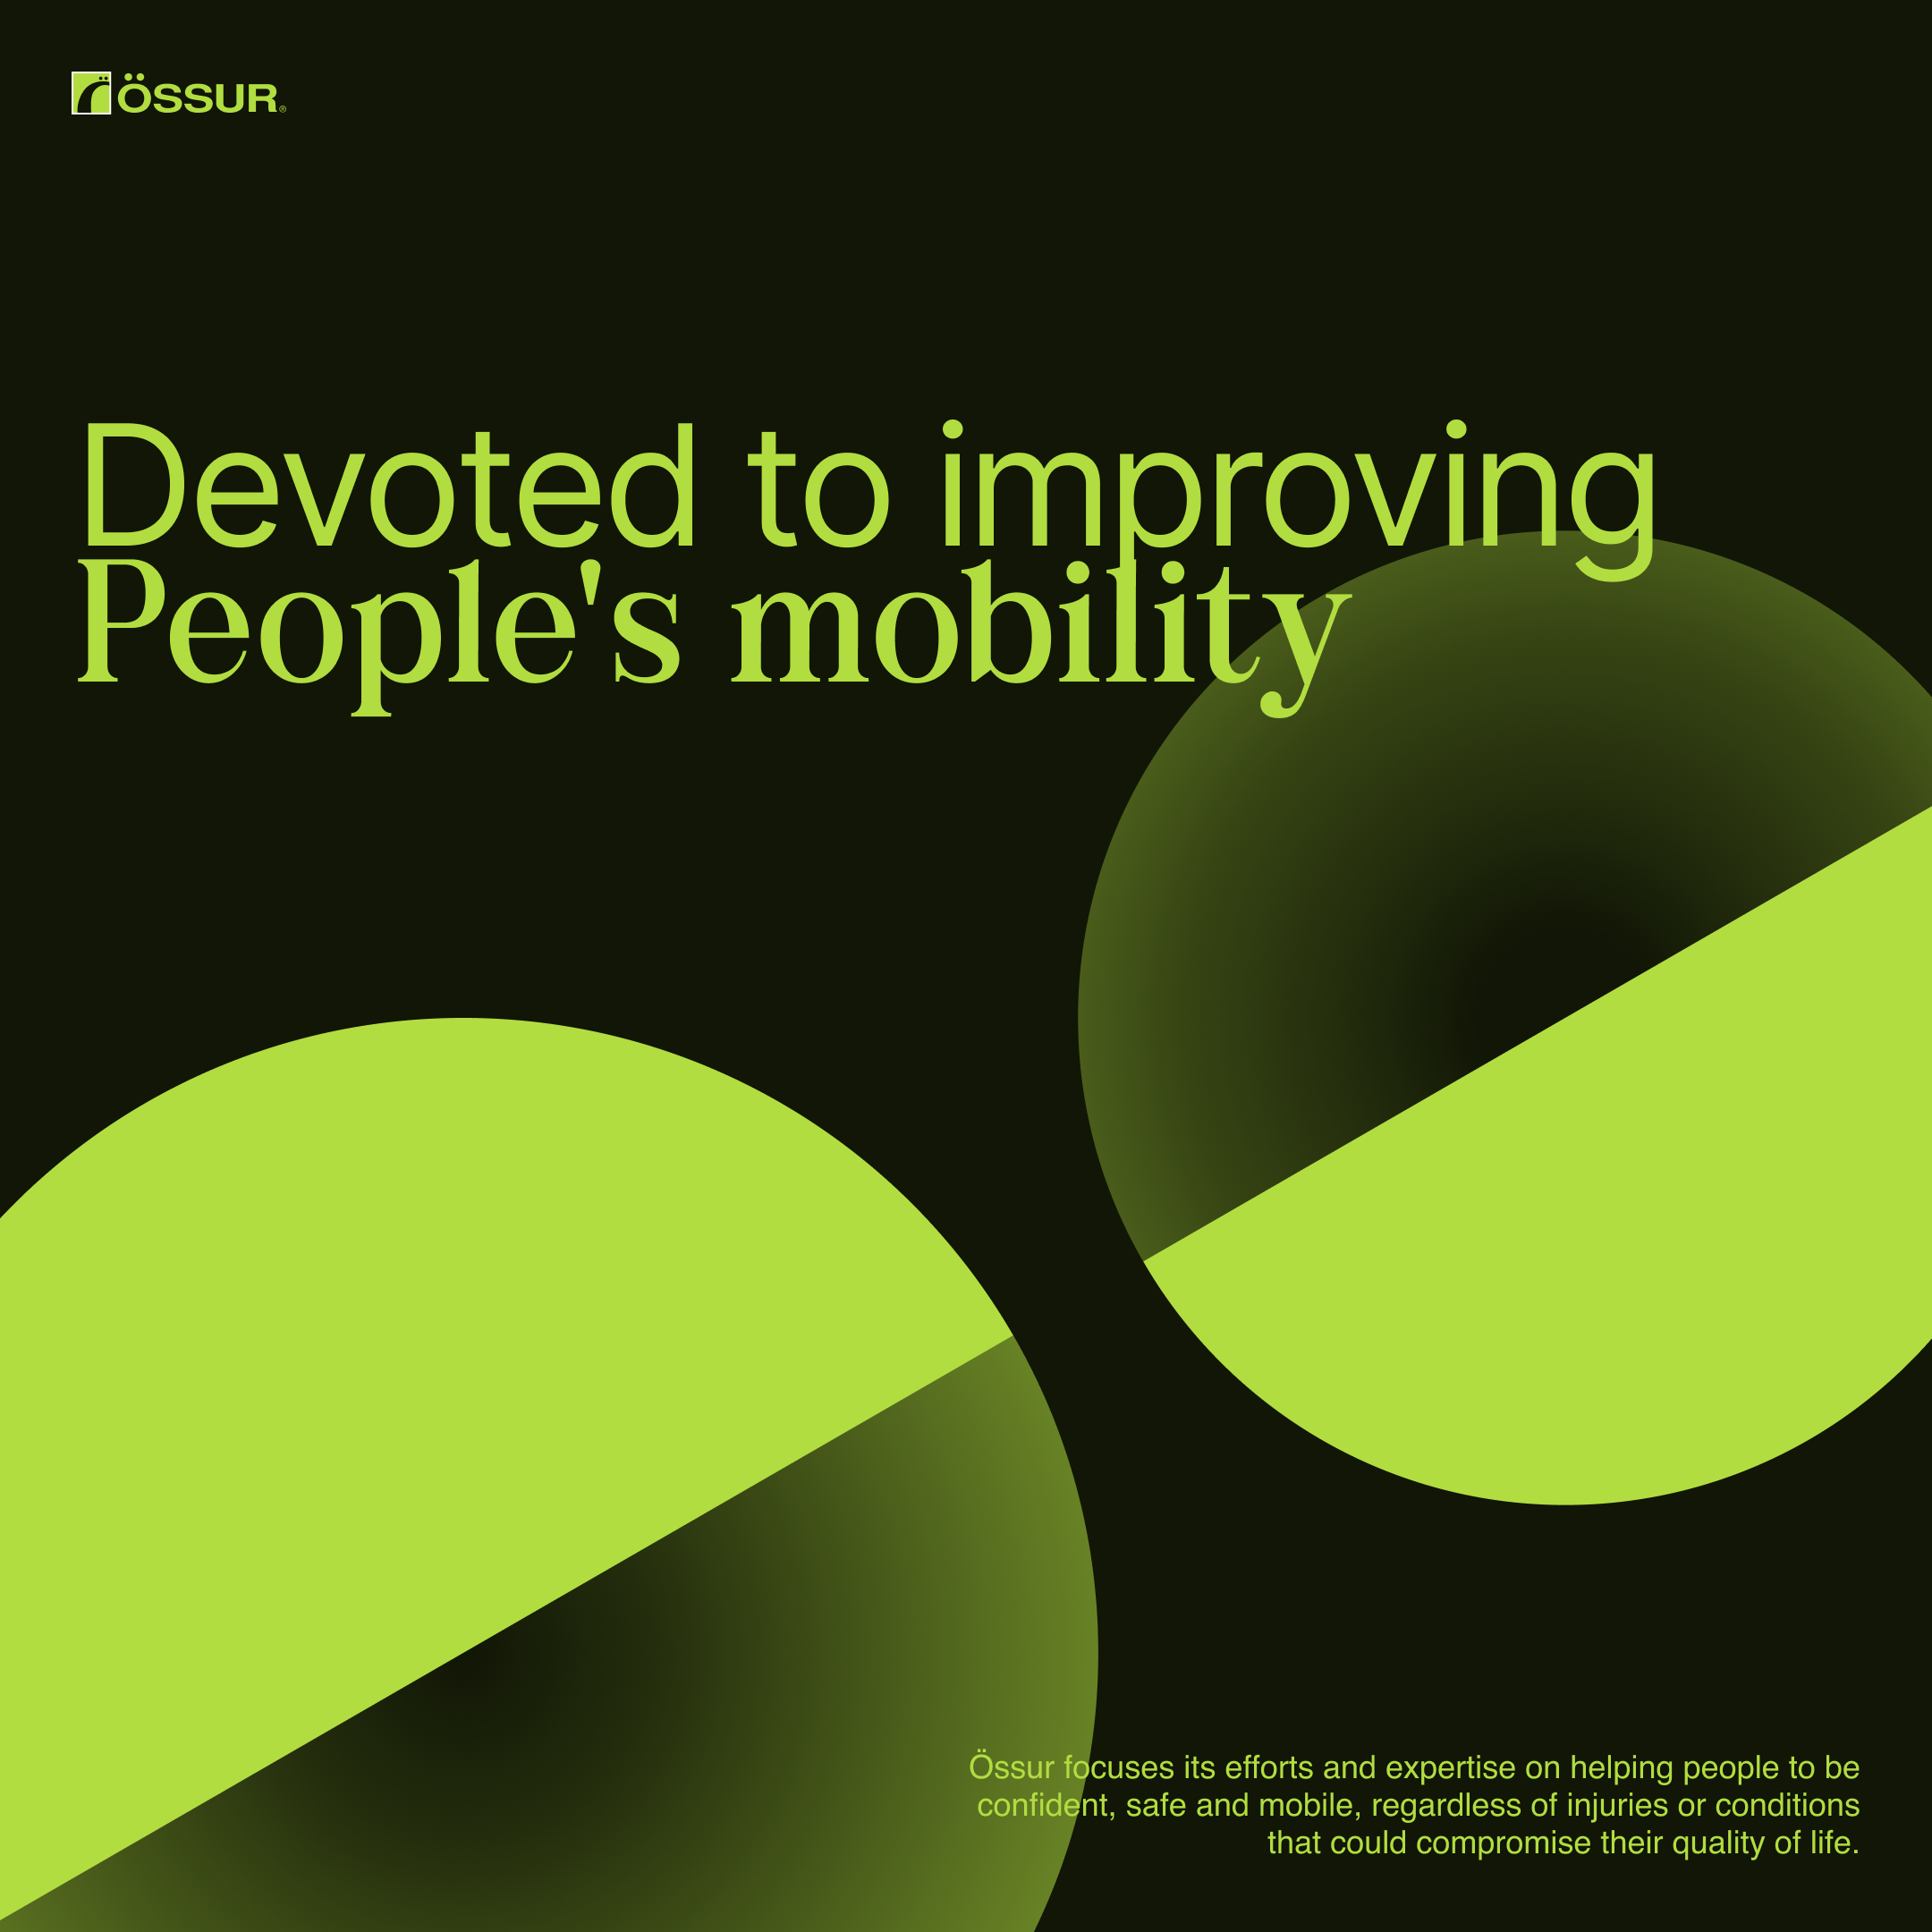 ÖSSUR®
Devoted to improving
People's mobility
Össur focuses its efforts and expertise on helping people to be
confident, safe and mobile, regardless of injuries or conditions
that could compromise their quality of life.